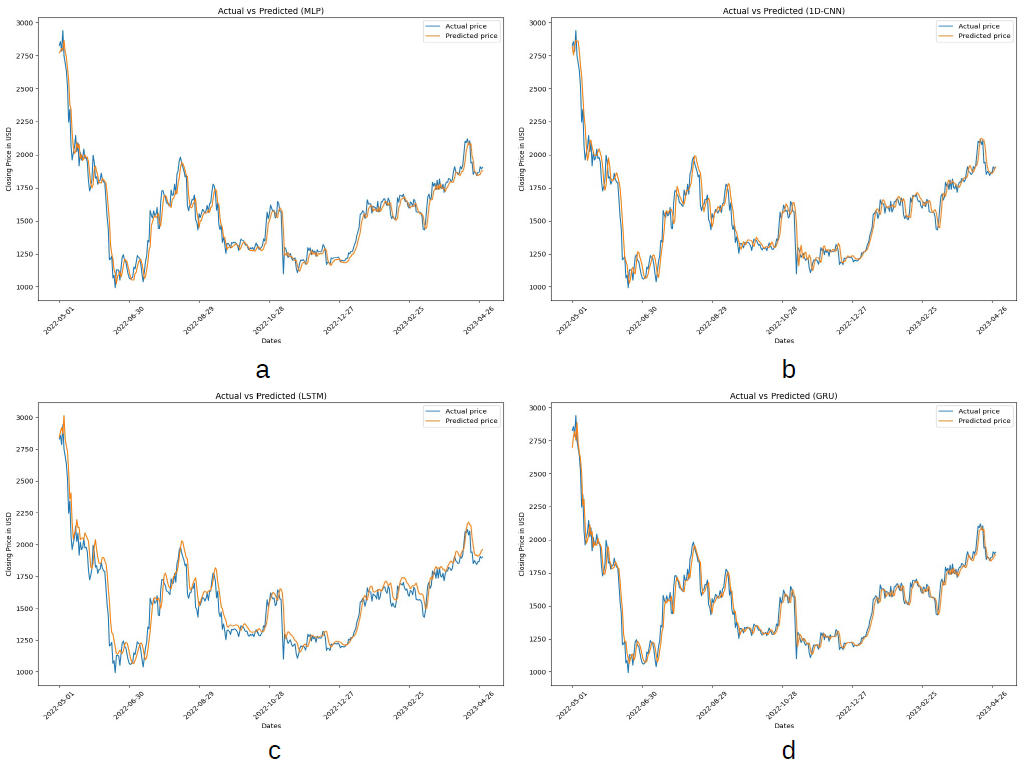 Actual vs Predicted (MLP)
Actual price
Predicted price
3000
2750
2500
2250
2000
1750
1500
1250
1000
Closing Price in USD
2022-05-01
2022-06-30
2022-08-29
2022-10-28
2022-12-27
2023-02-25
2023-04-26
Dates
a
Actual vs Predicted (1D-CNN)
Actual price
Predicted price
3000
2750
2500
2250
2000
1750
1500
1250
1000
Closing Price in USD
2022-05-01
2022-06-30
2022-08-29
2022-10-28
2022-12-27
2023-02-25
2023-04-26
Dates
b
Actual vs Predicted (LSTM)
Actual price
Predicted price
3000
2750
2500
2250
2000
1750
1500
1250
1000
Closing Price in USD
2022-05-01
2022-06-30
2022-08-29
2022-10-28
2022-12-27
2023-02-25
2023-04-26
Dates
c
Actual vs Predicted (GRU)
Actual price
Predicted price
3000
2750
2500
2250
2000
1750
1500
1250
1000
Closing Price in USD
2022-05-01
2022-06-30
2022-08-29
2022-10-28
2022-12-27
2023-02-25
2023-04-26
Dates
d